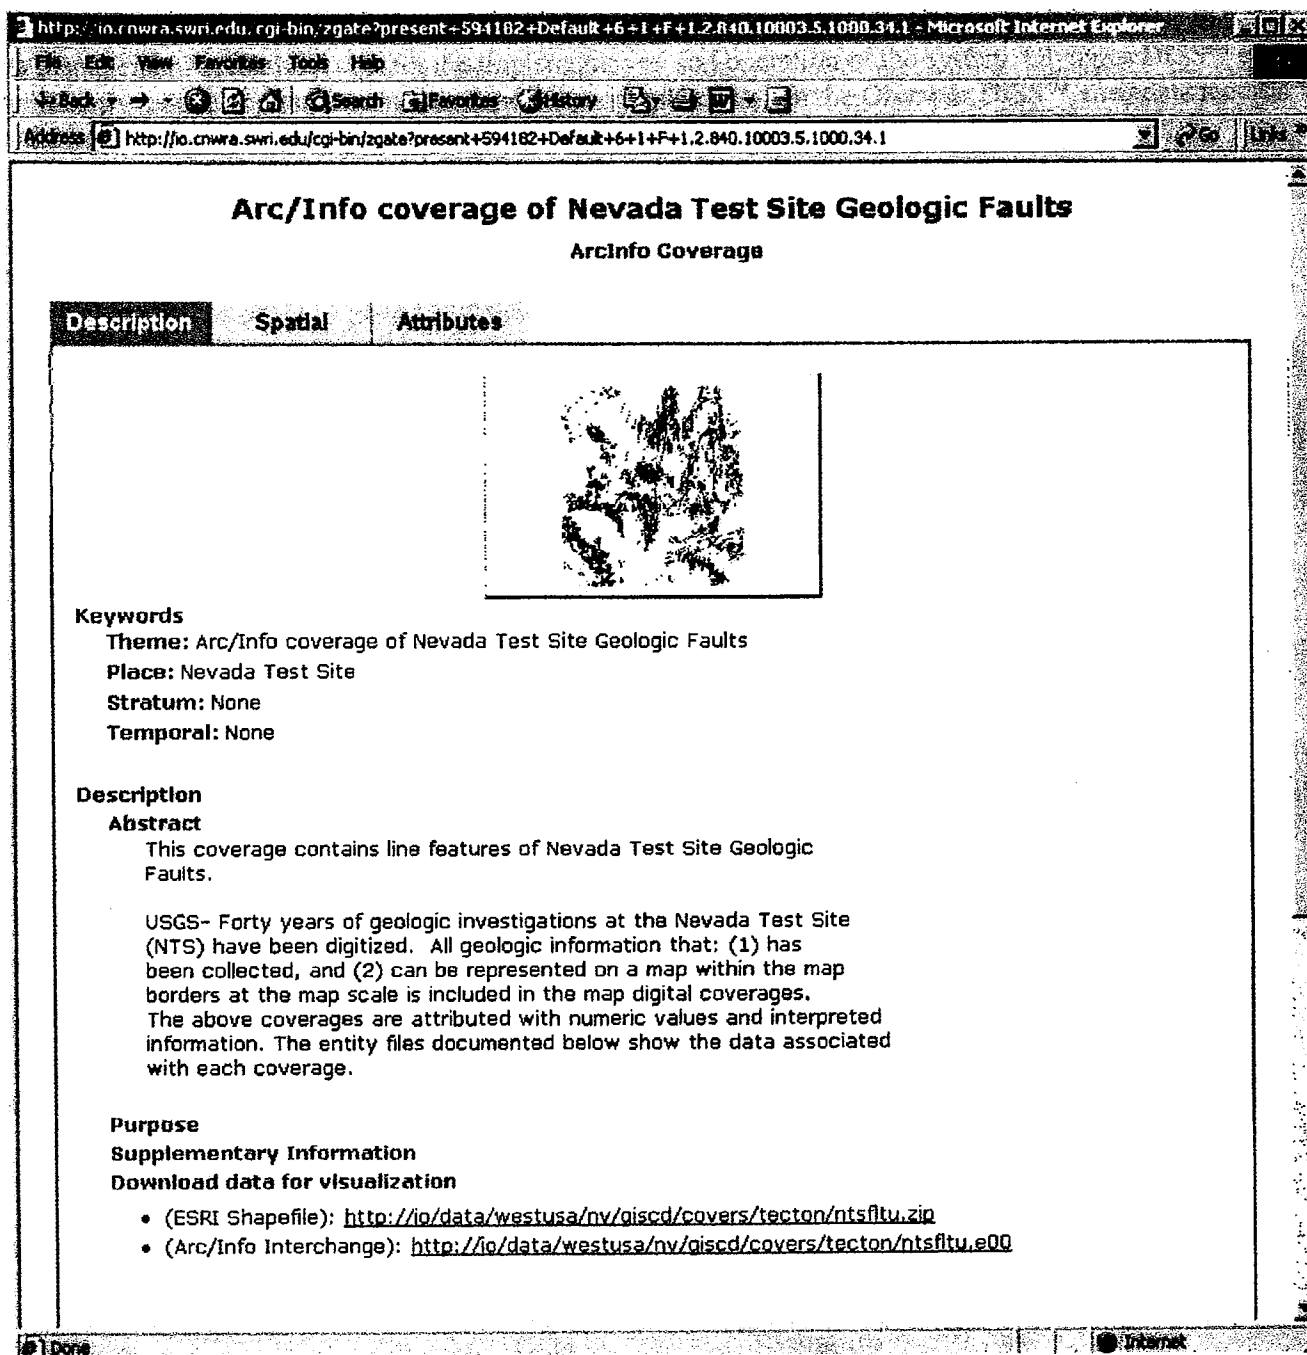 http://io.cnwra.swri.edu/cgi-bin/zgate?present+594182+Default+6+1+F+1.2.840.10003.5.1000.34.1 - Microsoft Internet Explorer
File Edit View Favorites Tools Help
Back Search Favorites History
Address http://io.cnwra.swri.edu/cgi-bin/zgate?present+594182+Default+6+1+F+1.2.840.10003.5.1000.34.1 Go Links »
Arc/Info coverage of Nevada Test Site Geologic Faults
ArcInfo Coverage
Description Spatial Attributes
Keywords
Theme: Arc/Info coverage of Nevada Test Site Geologic Faults
Place: Nevada Test Site
Stratum: None
Temporal: None
Description
Abstract
This coverage contains line features of Nevada Test Site Geologic
Faults.
USGS- Forty years of geologic investigations at the Nevada Test Site
(NTS) have been digitized. All geologic information that: (1) has
been collected, and (2) can be represented on a map within the map
borders at the map scale is included in the map digital coverages.
The above coverages are attributed with numeric values and interpreted
information. The entity files documented below show the data associated
with each coverage.
Purpose
Supplementary Information
Download data for visualization
• (ESRI Shapefile): http://io/data/westusa/nv/giscd/covers/tecton/ntsfltu.zip
• (Arc/Info Interchange): http://io/data/westusa/nv/giscd/covers/tecton/ntsfltu.e00
Done Internet